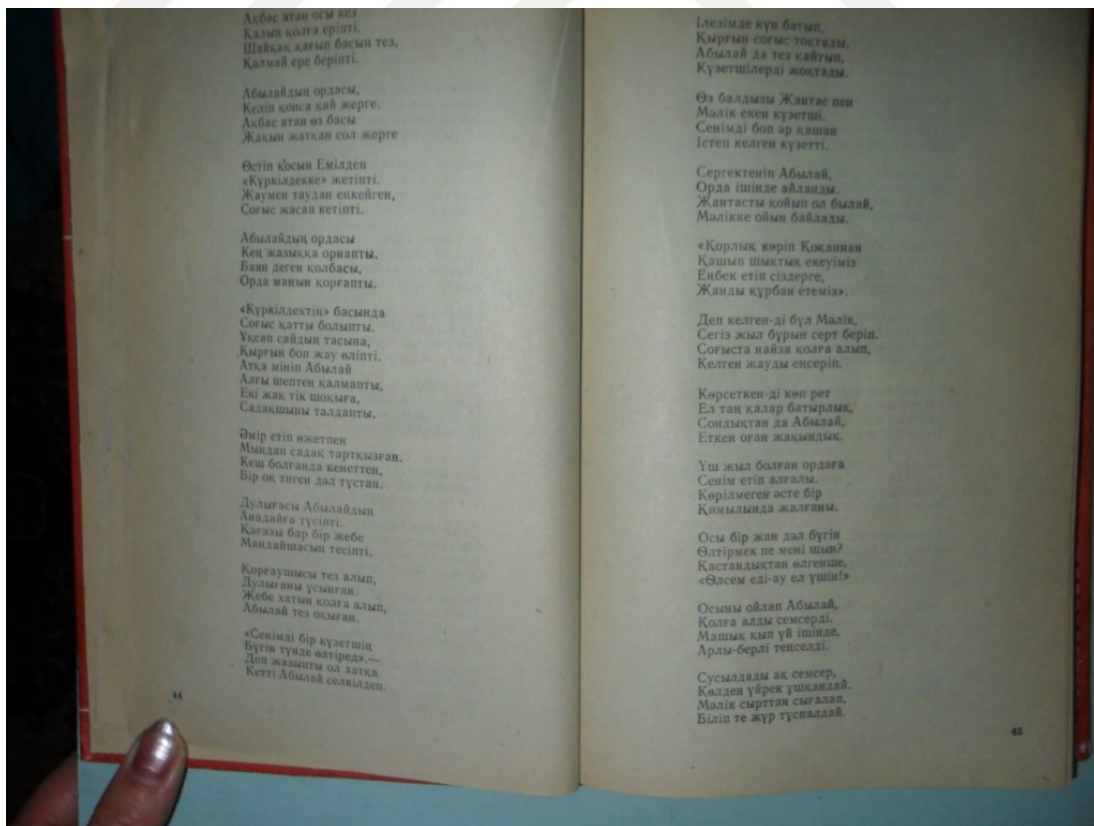 Ақбас атан осы кез
Қалың қолға еріпті.
Шайқақ қағып басын тез,
Қалмай ере беріпті.
Абылайдың ордасы,
Келіп қонса қай жерге.
Ақбас атан өз басы
Жақын жатқан сол жерге
Өстіп қосын Емілден
«Күркілдекке» жетіпті.
Жаумен таудан еңкейген,
Соғыс жасап кетіпті.
Абылайдың ордасы
Кең жазыққа орнапты.
Баян деген қолбасы,
Орда маңын қорғапты.
«Күркілдектің» басында
Соғыс қатты болыпты.
Ұқсап сайдың тасына,
Қырғын боп жау өліпті.
Атқа мініп Абылай
Алғы шептен қалмапты,
Екі жақ тік шоқыға,
Садақшыны талдапты.
Әмір етіп өжетпен
Мыңдап садақ тартқызған.
Кеш болғанда кенеттен,
Бір оқ тиген дәл тұстан.
Дулығасы Абылайдың
Анадайға түсіпті.
Қағазы бар бір жебе
Маңдайшасын тесіпті.
Қорғаушысы тез алып,
Дулығаны ұсынған.
Жебе хатын қолға алып,
Абылай тез оқыған.
«Сенімді бір күзетшің
Бүгін түнде өлтіред»,—
Деп жазыпты ол хатқа
Кетті Абылай селкілдеп.
44
Ілезімде күн батып,
Қырғын соғыс тоқтады.
Абылай да тез қайтып,
Күзетшілерді жоқтады.
Өз балдызы Жантас пен
Мәлік екен күзетші.
Сенімді боп әр қашан
Істеп келген күзетті.
Сергектеніп Абылай,
Орда ішінде айланды.
Жантасты қойып ол былай,
Мәлікке ойын байлады.
«Қорлық көріп Қоқаннан
Қашып шықтық екеуіміз
Еңбек етіп сіздерге,
Жанды құрбан етеміз».
Деп келген-ді бұл Мәлік,
Сегіз жыл бұрын серт беріп.
Соғыста найза қолға алып,
Келген жауды еңсеріп.
Көрсеткен-ді көп рет
Ел таң қалар батырлық,
Сондықтан да Абылай,
Еткен оған жақындық.
Үш жыл болған ордаға
Сенім етіп алғалы.
Көрілмеген әсте бір
Қимылында жалғаны.
Осы бір жан дәл бүгін
Өлтірмек пе мені шын?
Қастандықтан өлгенше,
«Өлсем еді-ау ел үшін!»
Осыны ойлап Абылай,
Қолға алды семсерді.
Машық қып үй ішінде,
Арлы-берлі теңселді.
Сусылдады ақ семсер,
Көлден үйрек ұшқандай.
Мәлік сырттан сығалап,
Біліп те жүр тұспалдай.
45